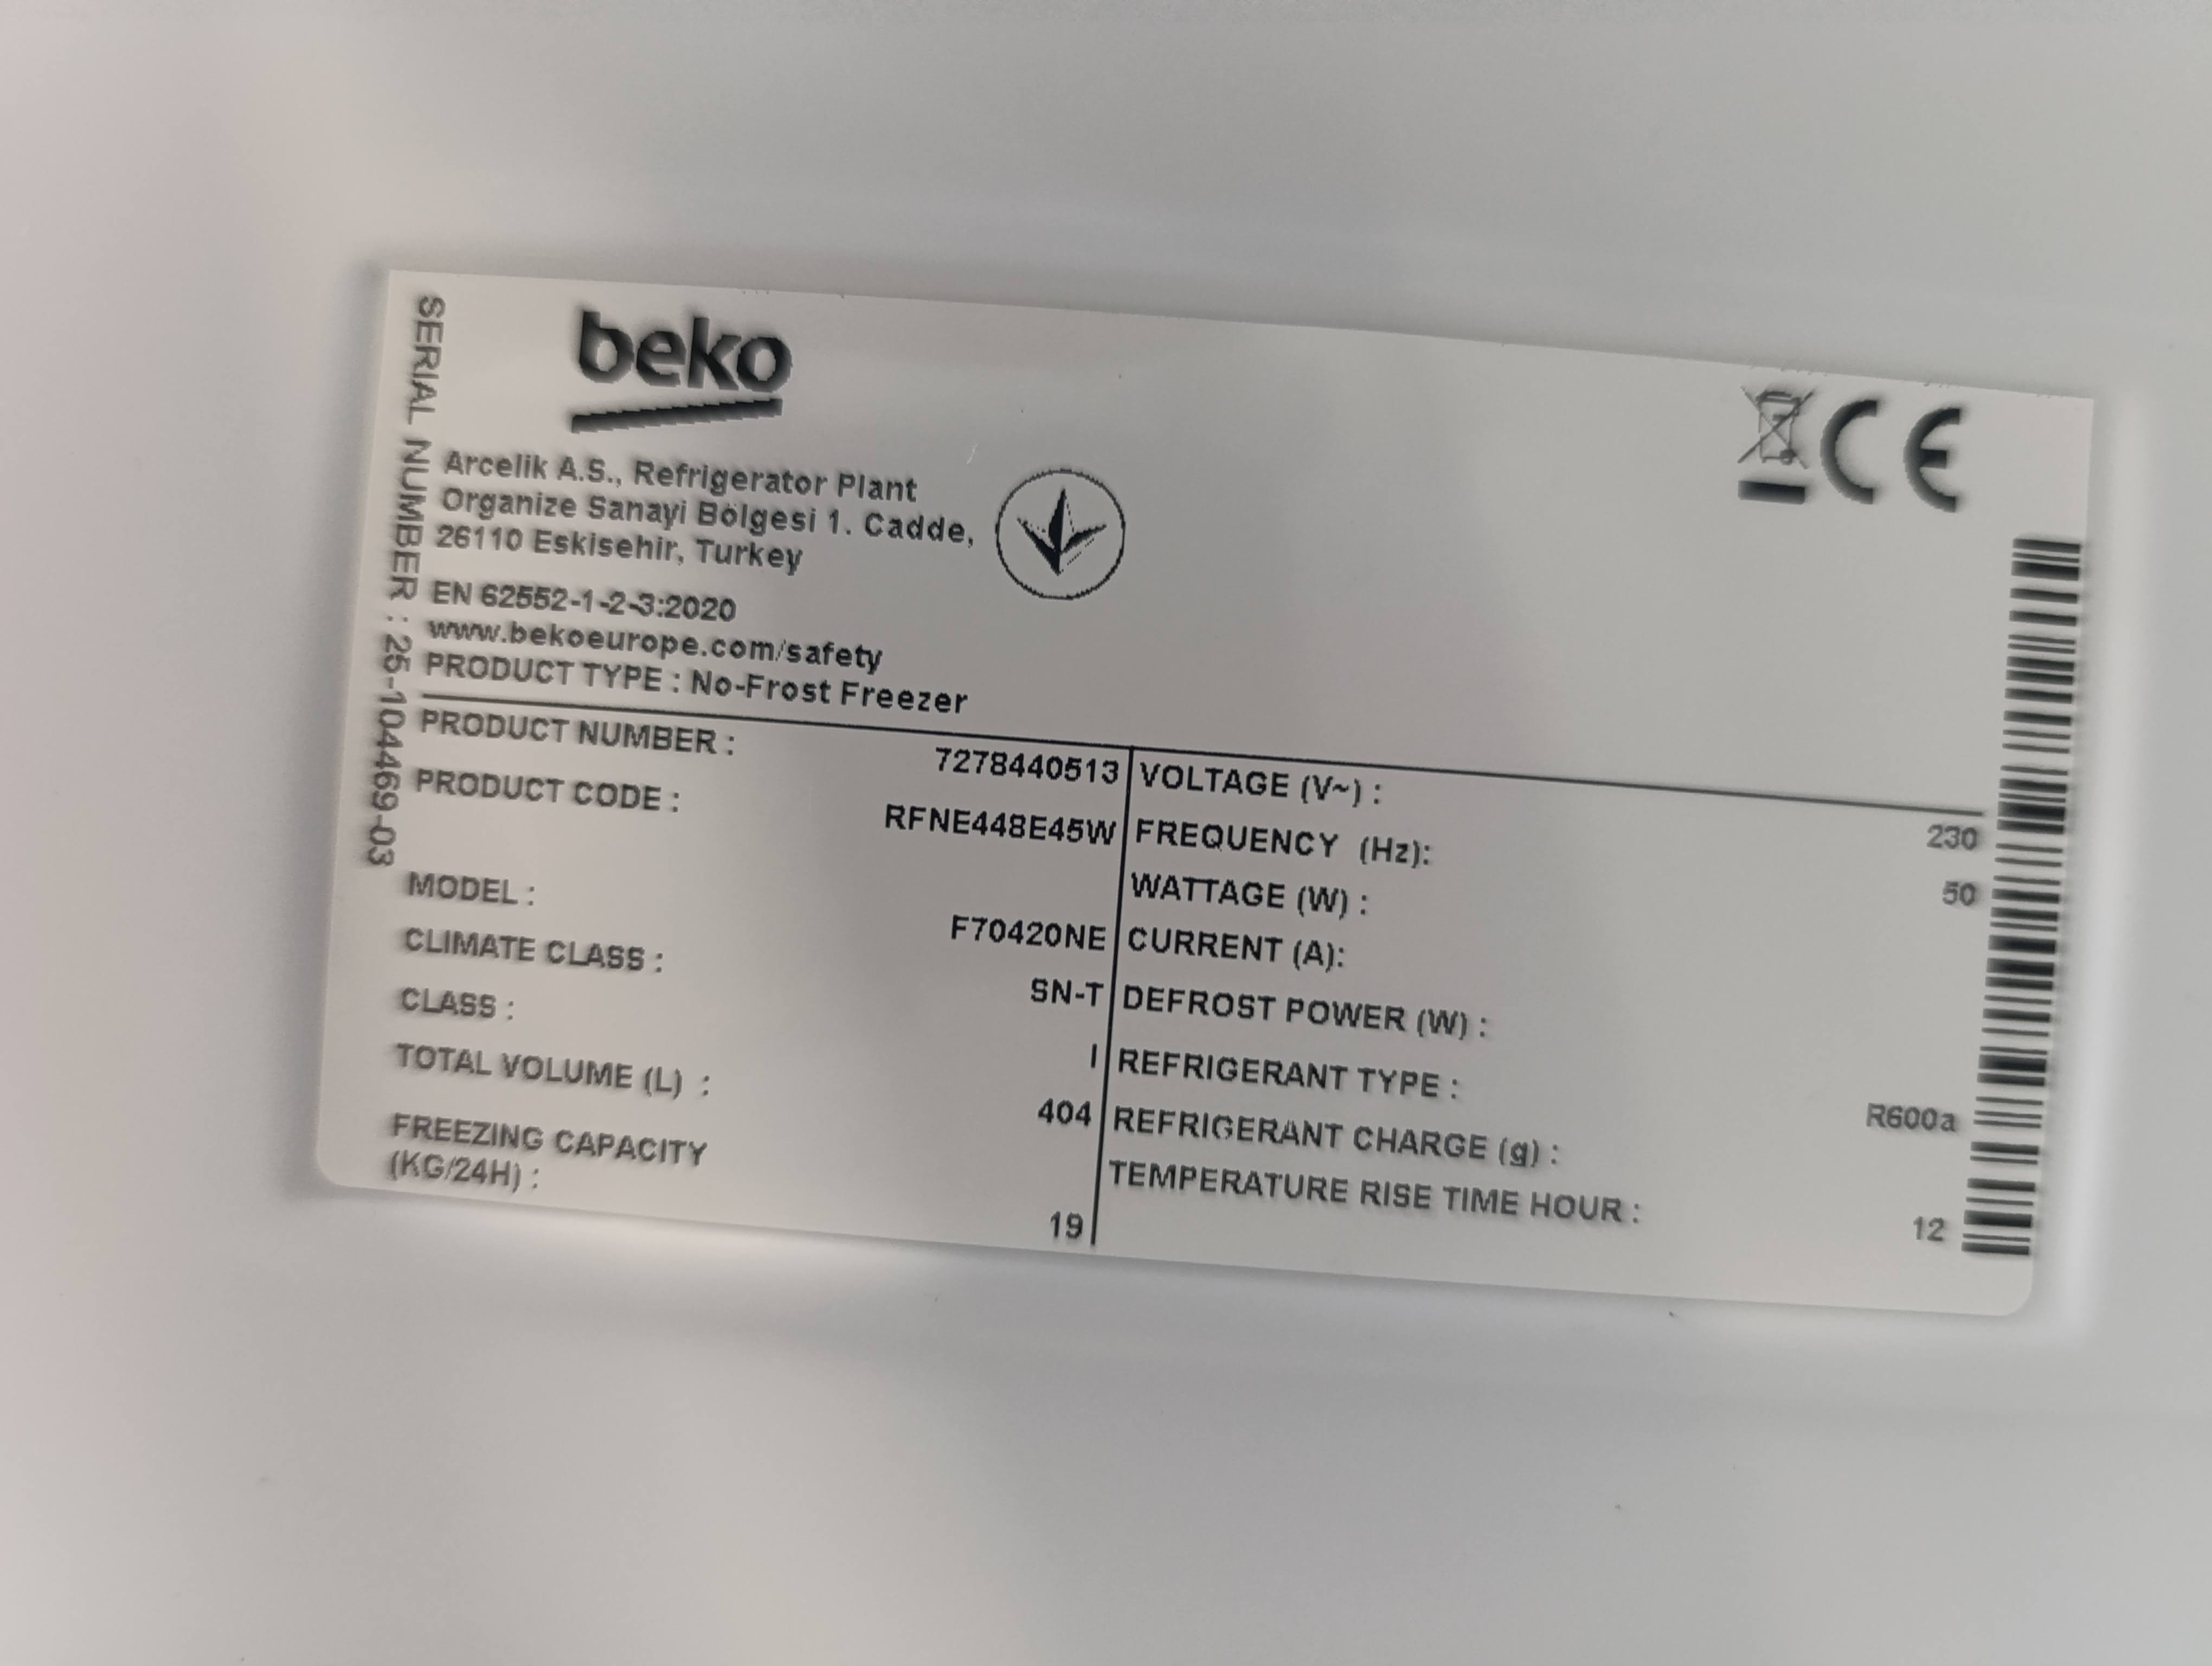 beko
CE
Arcelik A.S., Refrigerator Plant
Organize Sanayi Bölgesi 1. Cadde,
26110 Eskisehir, Turkey
EN 62552-1-2-3:2020
www.bekoeurope.com/safety
PRODUCT TYPE : No-Frost Freezer
PRODUCT NUMBER : 7278440513
PRODUCT CODE : RFNE448E45W
MODEL : F70420NE
CLIMATE CLASS : SN-T
CLASS : I
TOTAL VOLUME (L) : 404
FREEZING CAPACITY
(KG/24H) : 19
VOLTAGE (V~) : 230
FREQUENCY (Hz): 50
WATTAGE (W) :
CURRENT (A):
DEFROST POWER (W) :
REFRIGERANT TYPE : R600a
REFRIGERANT CHARGE (g) :
TEMPERATURE RISE TIME HOUR : 12
SERIAL NUMBER : 25-104469-03